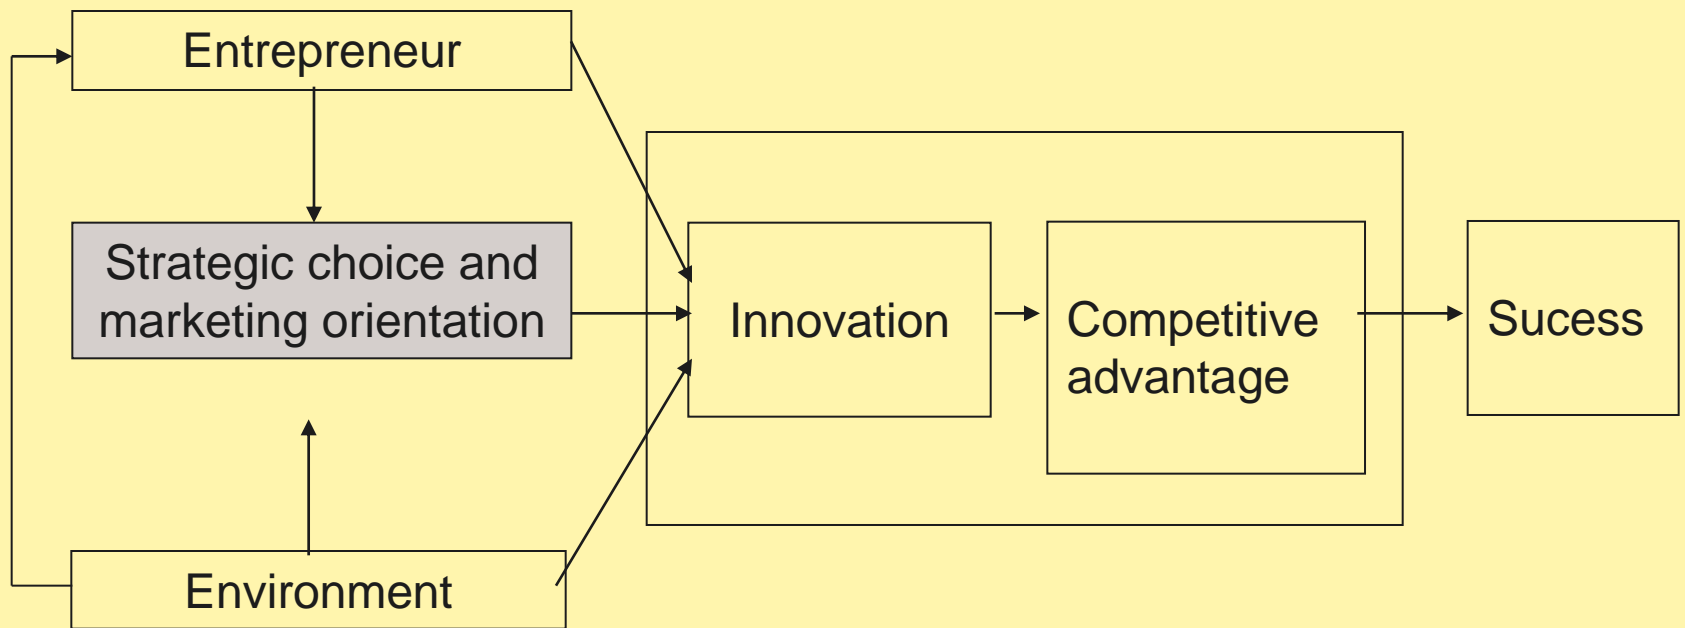 Entrepreneur
Strategic choice and
marketing orientation
Innovation
Competitive
advantage
Sucess
Environment